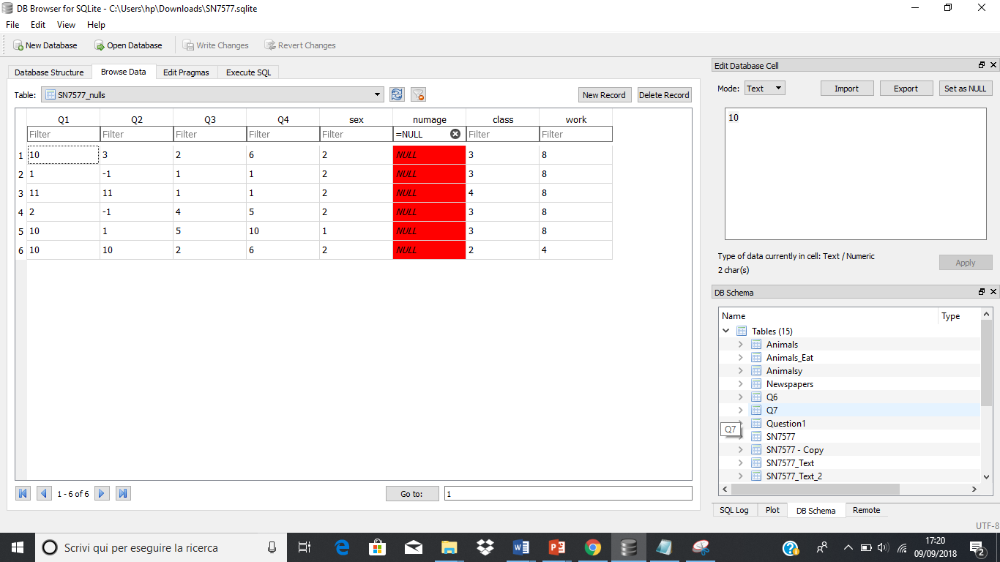 DB Browser for SQLite - C:\Users\hp\Downloads\SN7577.sqlite
File Edit View Help
New Database Open Database Write Changes Revert Changes
Database Structure Browse Data Edit Pragmas Execute SQL
Table: SN7577_nulls New Record Delete Record
Q1 Q2 Q3 Q4 sex numage class work
Filter Filter Filter Filter Filter =NULL Filter Filter
1 10 3 2 6 2 NULL 3 8
2 1 -1 1 1 2 NULL 3 8
3 11 11 1 1 2 NULL 4 8
4 2 -1 4 5 2 NULL 3 8
5 10 1 5 10 1 NULL 3 8
6 10 10 2 6 2 NULL 2 4
1 - 6 of 6 Go to: 1
Edit Database Cell
Mode: Text Import Export Set as NULL
10
Type of data currently in cell: Text / Numeric
2 char(s)
Apply
DB Schema
Name Type
Tables (15)
Animals
Animals_Eat
Animalsy
Newspapers
Q6
Q7
Question1
Q7
SN7577
SN7577 - Copy
SN7577_Text
SN7577_Text_2
SQL Log Plot DB Schema Remote
UTF-8
Scrivi qui per eseguire la ricerca
17:20
09/09/2018
2